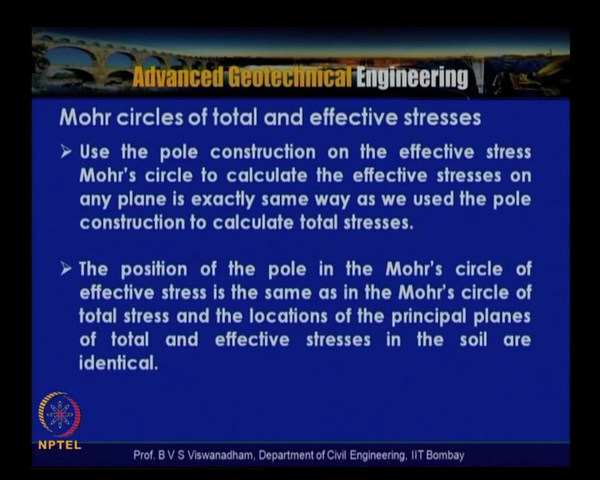 Advanced Geotechnical Engineering
Mohr circles of total and effective stresses
➢ Use the pole construction on the effective stress
Mohr's circle to calculate the effective stresses on
any plane is exactly same way as we used the pole
construction to calculate total stresses.
➢ The position of the pole in the Mohr's circle of
effective stress is the same as in the Mohr's circle of
total stress and the locations of the principal planes
of total and effective stresses in the soil are
identical.
NPTEL
Prof. B V S Viswanadham, Department of Civil Engineering, IIT Bombay